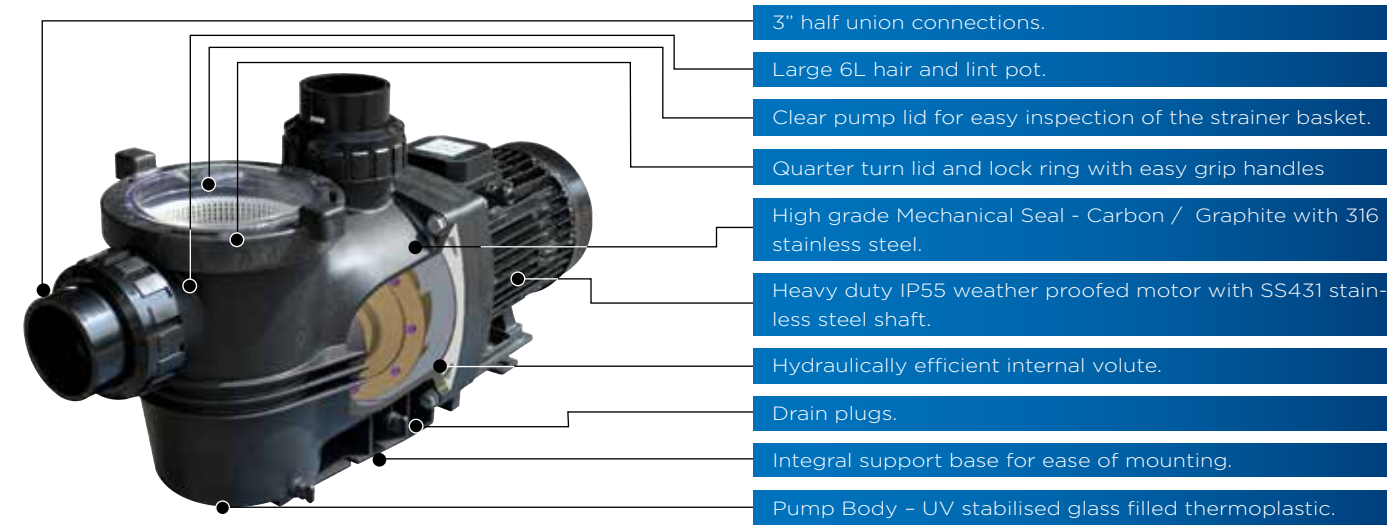 3” half union connections.
Large 6L hair and lint pot.
Clear pump lid for easy inspection of the strainer basket.
Quarter turn lid and lock ring with easy grip handles
High grade Mechanical Seal - Carbon / Graphite with 316
stainless steel.
Heavy duty IP55 weather proofed motor with SS431 stain-
less steel shaft.
Hydraulically efficient internal volute.
Drain plugs.
Integral support base for ease of mounting.
Pump Body – UV stabilised glass filled thermoplastic.